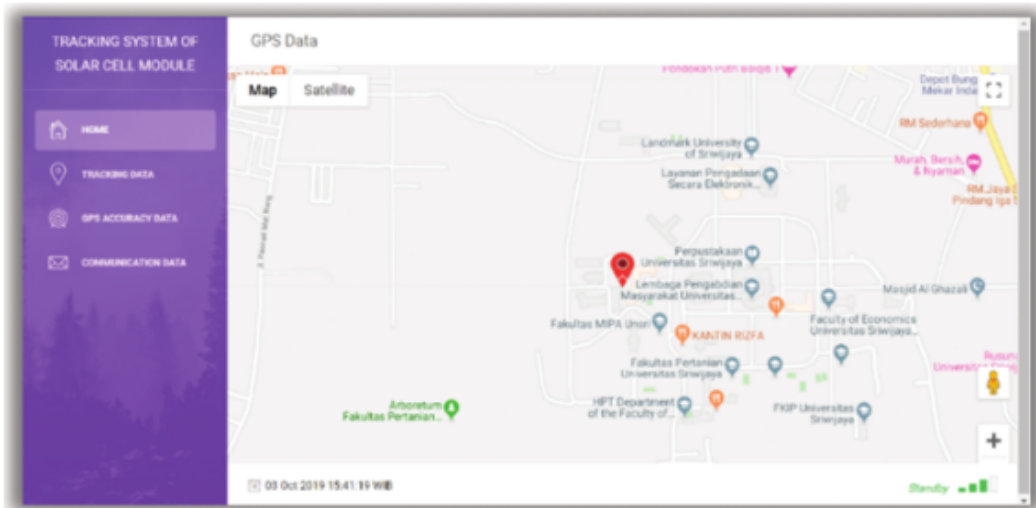 TRACKING SYSTEM OF
SOLAR CELL MODULE
HOME
TRACKING DATA
GPS ACCURACY DATA
COMMUNICATION DATA
GPS Data
Map
Satellite
Depot Bung
Mekar Inda
RM Sederhana
Landmark University
of Sriwijaya
Layanan Pengadaan
Secara Elektronik...
Murah, Bersih,
& Nyaman
RM.Jaya
Pindang Iga
Perpustakaan
Universitas Sriwijaya
Lembaga Pengabdian
Masyarakat Universitas...
Masjid Al Ghazali
Fakultas MIPA Unsri
KANTIN RIZFA
Faculty of Economics
Universitas Sriwijaya...
Fakultas Pertanian
Universitas Sriwijaya
Arboretum
Fakultas Pertanian...
HPT Department
of the Faculty of...
FKIP Universitas
Sriwijaya
03 Oct 2019 15:41:19 WIB
Standby